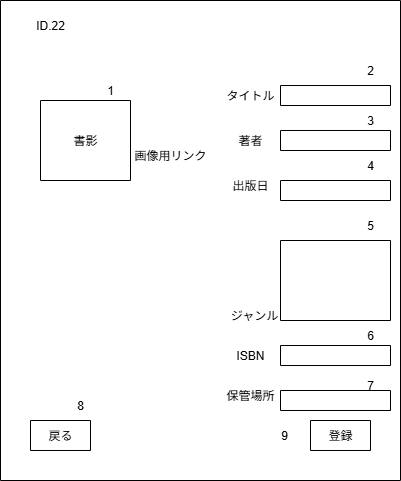 ID.22
1
書影
画像用リンク
2
タイトル
3
著者
4
出版日
5
ジャンル
6
ISBN
7
保管場所
8
戻る
9
登録